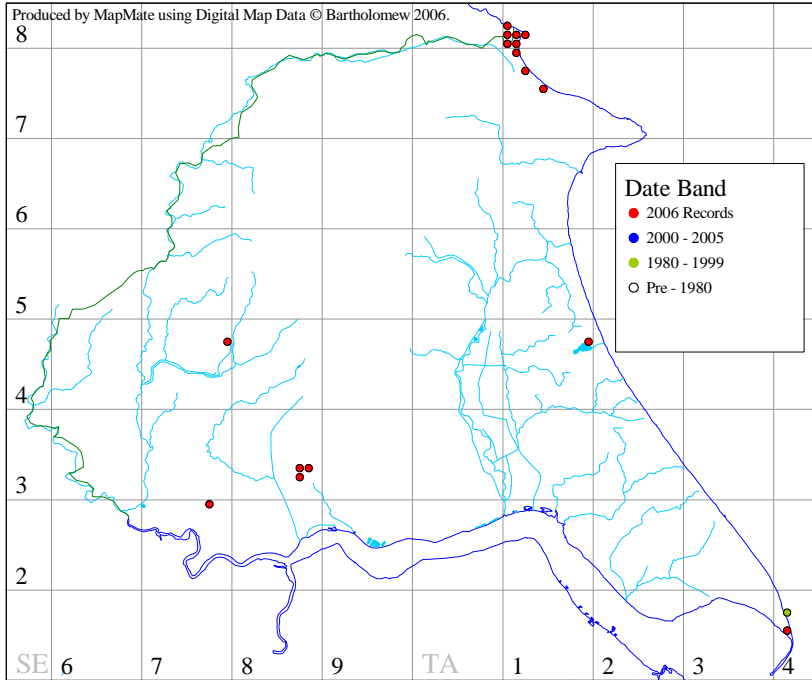 Produced by MapMate using Digital Map Data © Bartholomew 2006.
8
7
6
5
4
3
2
Date Band
2006 Records
2000 - 2005
1980 - 1999
Pre - 1980
SE 6 7 8 9 TA 1 2 3 4